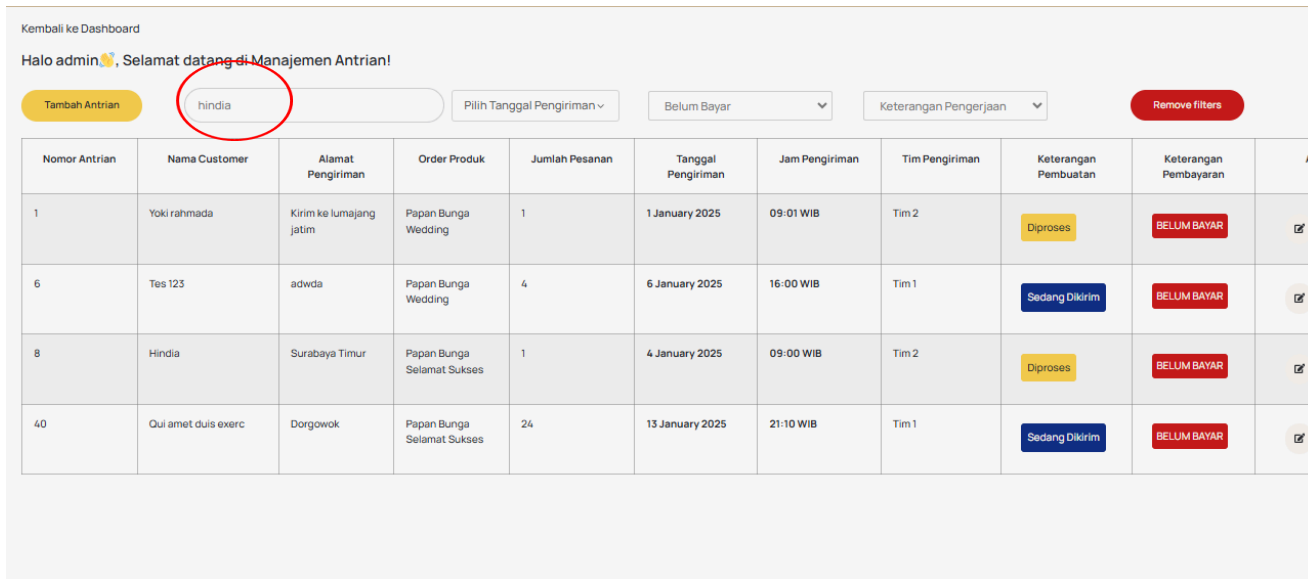 Kembali ke Dashboard
Halo admin👋, Selamat datang di Manajemen Antrian!
Tambah Antrian
hindia
Pilih Tanggal Pengiriman
Belum Bayar
Keterangan Pengerjaan
Remove filters
Nomor Antrian
Nama Customer
Alamat
Pengiriman
Order Produk
Jumlah Pesanan
Tanggal
Pengiriman
Jam Pengiriman
Tim Pengiriman
Keterangan
Pembuatan
Keterangan
Pembayaran
1
Yoki rahmada
Kirim ke lumajang
jatim
Papan Bunga
Wedding
1
1 January 2025
09:01 WIB
Tim 2
Diproses
BELUM BAYAR
6
Tes 123
adwda
Papan Bunga
Wedding
4
6 January 2025
16:00 WIB
Tim 1
Sedang Dikirim
BELUM BAYAR
8
Hindia
Surabaya Timur
Papan Bunga
Selamat Sukses
1
4 January 2025
09:00 WIB
Tim 2
Diproses
BELUM BAYAR
40
Qui amet duis exerc
Dorgowok
Papan Bunga
Selamat Sukses
24
13 January 2025
21:10 WIB
Tim 1
Sedang Dikirim
BELUM BAYAR